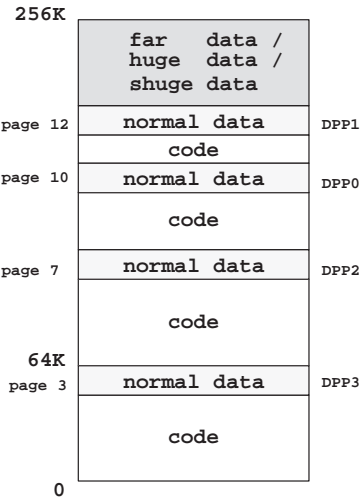 256K
far data /
huge data /
shuge data
page 12 normal data DPP1
code
page 10 normal data DPP0
code
page 7 normal data DPP2
code
64K
page 3 normal data DPP3
code
0